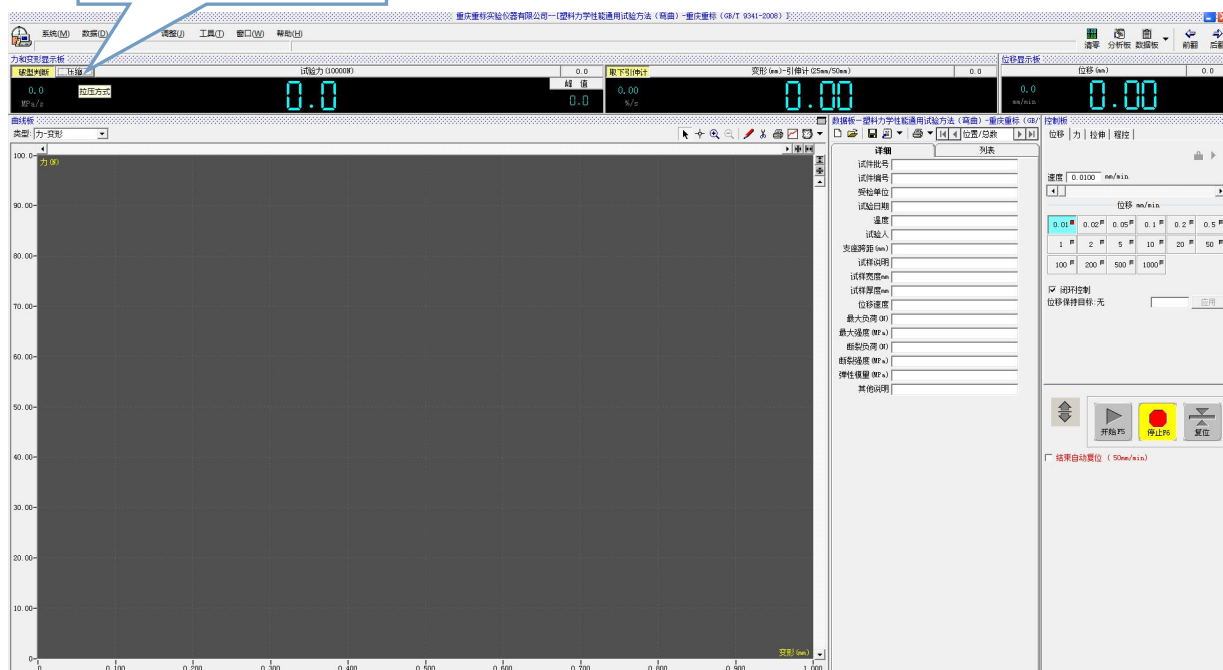 重庆重标实验仪器有限公司--[塑料力学性能通用试验方法（弯曲）-重庆重标（GB/T 9341-2008）]
系统(M) 数据(D) 调整(J) 工具(T) 窗口(W) 帮助(H)
清零 分析板 数据板 前翻 后翻
力和变形显示板
位移显示板
破型判断 压缩 试验力(10000N) 0.0 取下引伸计 变形(mm)-引伸计(25mm/50mm) 0.0 位移(mm) 0.0
峰 值
0.0 MPa/s 0.0 0.0 0.00 %/s 0.00 0.0 mm/min 0.00
拉压方式
曲线板
类型: 力-变形
100.0
力(N)
90.00
80.00
70.00
60.00
50.00
40.00
30.00
20.00
10.00
0
变形(mm)
0 0.100 0.200 0.300 0.400 0.500 0.600 0.700 0.800 0.900 1.000
数据板-塑料力学性能通用试验方法（弯曲）-重庆重标（GB/
位置/总数
详细 列表
试件批号
试件编号
受检单位
试验日期
温度
试验人
支座跨距(mm)
试样说明
试样宽度mm
试样厚度mm
位移速度
最大负荷(N)
最大强度(MPa)
断裂负荷(N)
断裂强度(MPa)
弹性模量(MPa)
其他说明
控制板
位移 力 拉伸 程控
速度 0.0100 mm/min
位移 mm/min
0.01 0.02 0.05 0.1 0.2 0.5
1 2 5 10 20 50
100 200 500 1000
闭环控制
位移保持目标:无 应用
开始F5 停止F6 复位
结束自动复位 ( 50mm/min)